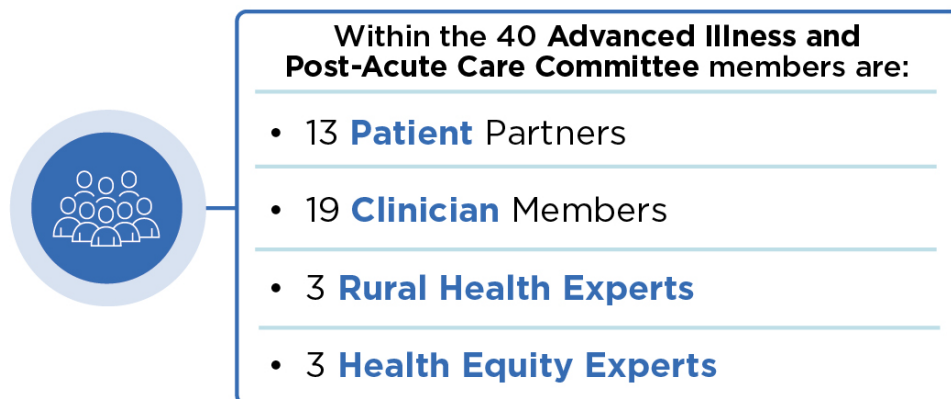 Within the 40 Advanced Illness and
Post-Acute Care Committee members are:
• 13 Patient Partners
• 19 Clinician Members
• 3 Rural Health Experts
• 3 Health Equity Experts